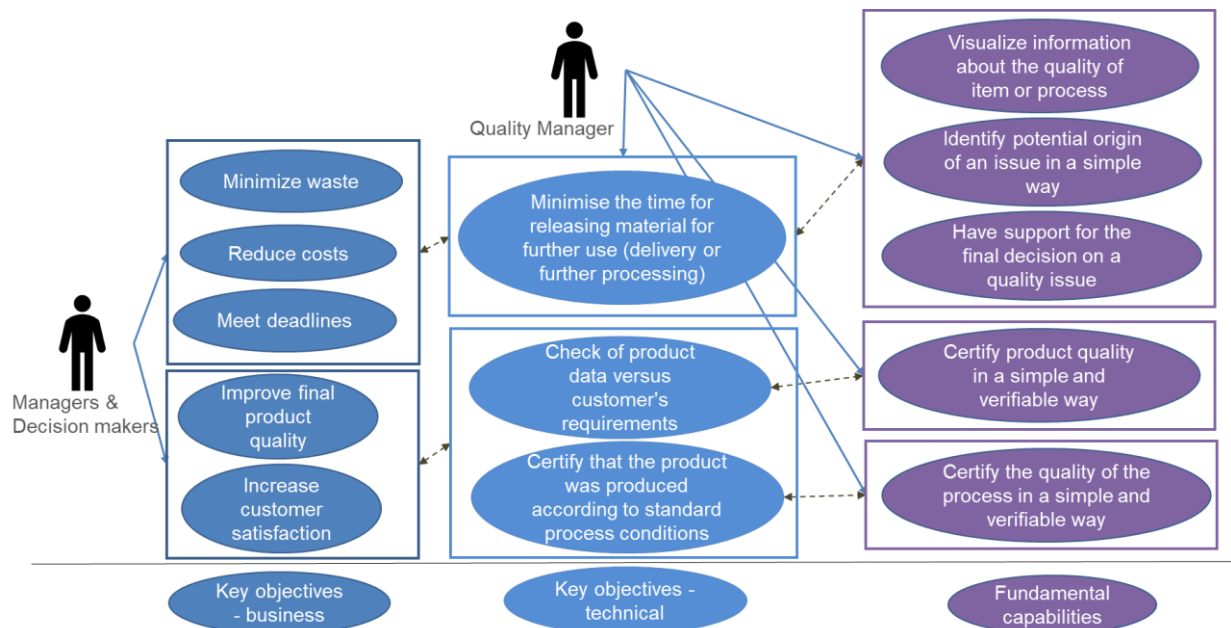 Quality Manager
Managers &
Decision makers
Minimize waste
Reduce costs
Meet deadlines
Improve final
product
quality
Increase
customer
satisfaction
Key objectives
- business
Minimise the time for
releasing material for
further use (delivery or
further processing)
Check of product
data versus
customer's
requirements
Certify that the product
was produced
according to standard
process conditions
Key objectives -
technical
Visualize information
about the quality of
item or process
Identify potential origin
of an issue in a simple
way
Have support for the
final decision on a
quality issue
Certify product quality
in a simple and
verifiable way
Certify the quality of the
process in a simple and
verifiable way
Fundamental
capabilities